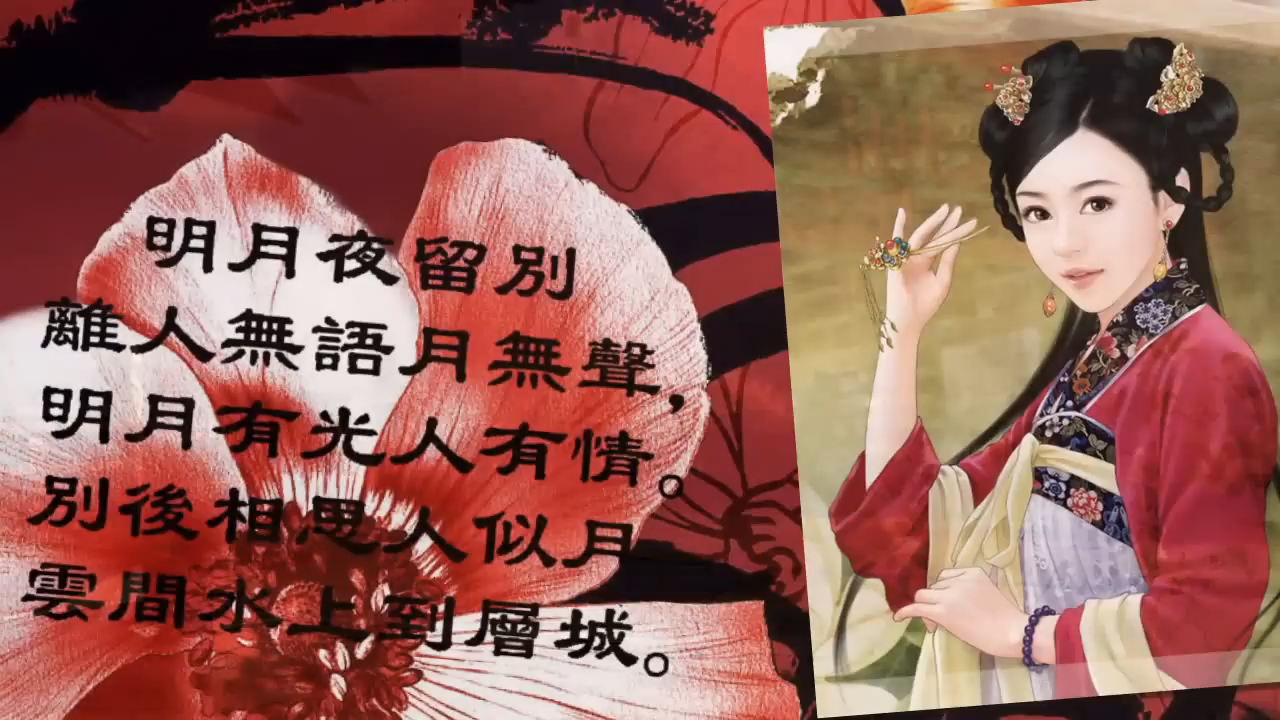 明月夜留別
離人無語月無聲，
明月有光人有情。
別後相思人似月
雲間水上到層城。